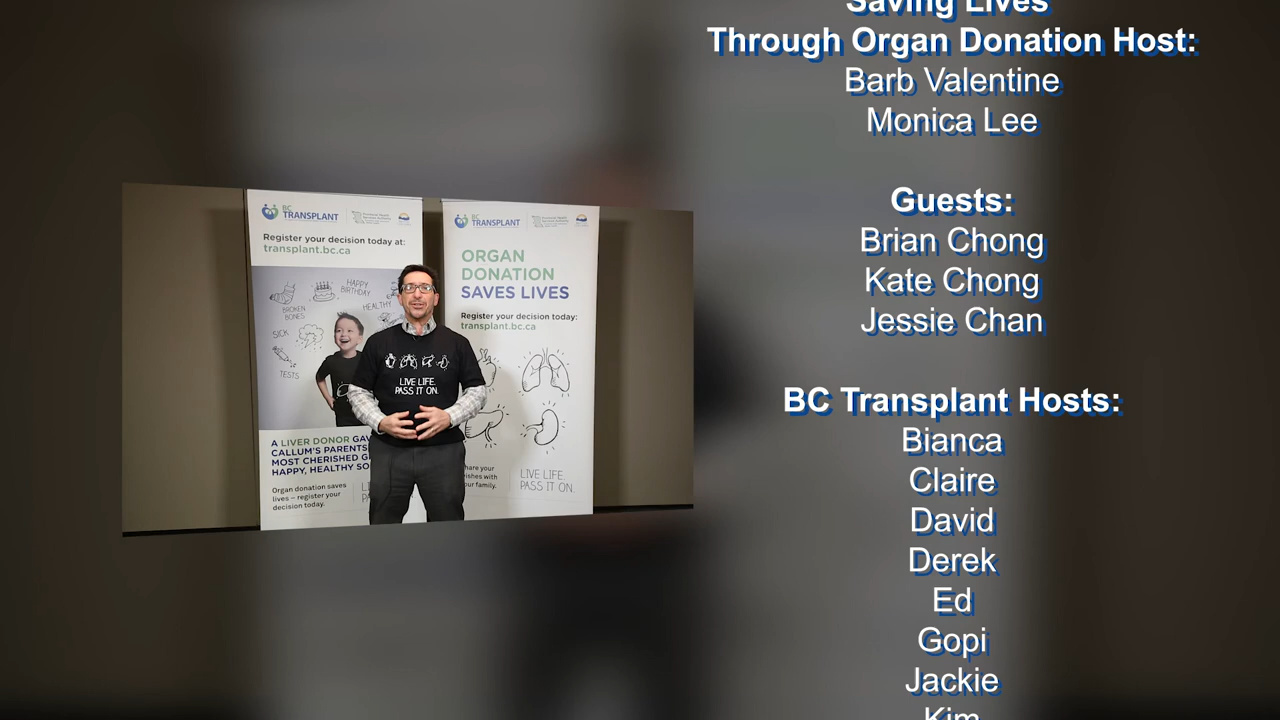 BC
TRANSPLANT
Register your decision today at:
transplant.bc.ca
BROKEN
BONES
HAPPY
BIRTHDAY
HEALTHY
SICK
TESTS
A LIVER DONOR GAV
CALLUM'S PARENTS
MOST CHERISHED G
HAPPY, HEALTHY SO
Organ donation saves
lives – register your
decision today.
BC
TRANSPLANT
ORGAN
DONATION
SAVES LIVES
Register your decision today:
transplant.bc.ca
LIVE LIFE.
PASS IT ON.
hare your
wishes with
our family.
LIVE LIFE.
PASS IT ON.
Saving Lives
Through Organ Donation Host:
Barb Valentine
Monica Lee
Guests:
Brian Chong
Kate Chong
Jessie Chan
BC Transplant Hosts:
Bianca
Claire
David
Derek
Ed
Gopi
Jackie
Kim